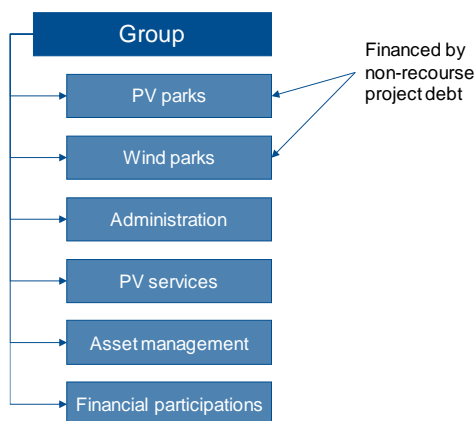 Group
Financed by
non-recourse
project debt
PV parks
Wind parks
Administration
PV services
Asset management
Financial participations